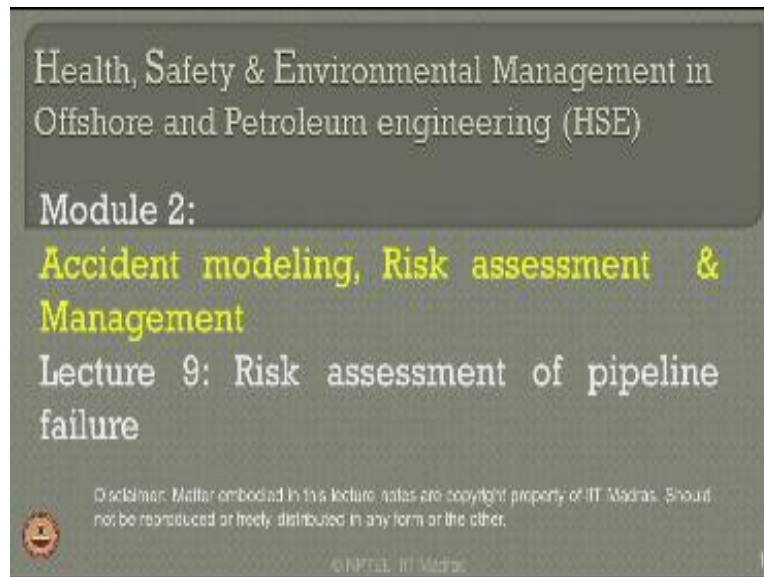 Health, Safety & Environmental Management in
Offshore and Petroleum engineering (HSE)
Module 2:
Accident modeling, Risk assessment &
Management
Lecture 9: Risk assessment of pipeline
failure
Disclaimer: Matter embodied in this lecture notes are copyright property of IIT Madras. Should
not be reproduced or freely distributed in any form or the other.
© NPTEL IIT Madras
1